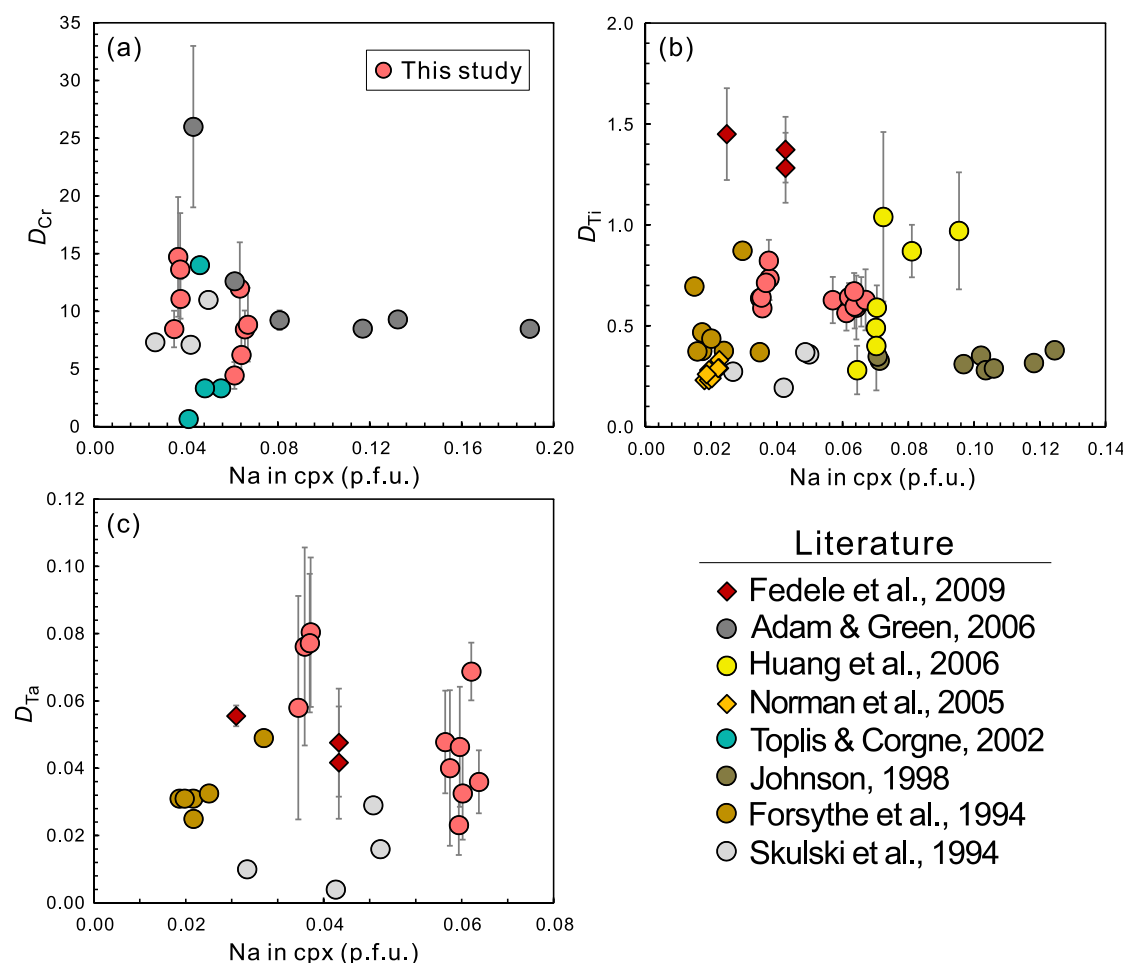 (a)
This study
35
30
25
20
15
10
5
0
D_Cr
0.00 0.04 0.08 0.12 0.16 0.20
Na in cpx (p.f.u.)
(b)
2.0
1.5
1.0
0.5
0.0
D_Ti
0.00 0.02 0.04 0.06 0.08 0.10 0.12 0.14
Na in cpx (p.f.u.)
(c)
0.12
0.10
0.08
0.06
0.04
0.02
0.00
D_Ta
0.00 0.02 0.04 0.06 0.08
Na in cpx (p.f.u.)
Literature
Fedele et al., 2009
Adam & Green, 2006
Huang et al., 2006
Norman et al., 2005
Toplis & Corgne, 2002
Johnson, 1998
Forsythe et al., 1994
Skulski et al., 1994